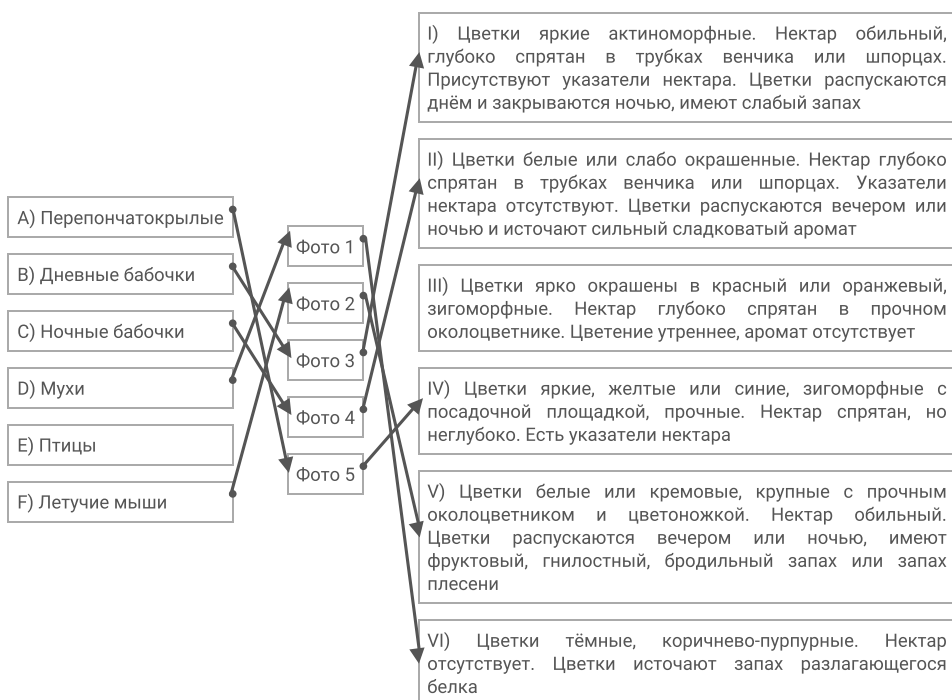 A) Перепончатокрылые
B) Дневные бабочки
C) Ночные бабочки
D) Мухи
E) Птицы
F) Летучие мыши
Фото 1
Фото 2
Фото 3
Фото 4
Фото 5
I) Цветки яркие актиноморфные. Нектар обильный,
глубоко спрятан в трубках венчика или шпорцах.
Присутствуют указатели нектара. Цветки распускаются
днём и закрываются ночью, имеют слабый запах
II) Цветки белые или слабо окрашенные. Нектар глубоко
спрятан в трубках венчика или шпорцах. Указатели
нектара отсутствуют. Цветки распускаются вечером или
ночью и источают сильный сладковатый аромат
III) Цветки ярко окрашены в красный или оранжевый,
зигоморфные. Нектар глубоко спрятан в прочном
околоцветнике. Цветение утреннее, аромат отсутствует
IV) Цветки яркие, желтые или синие, зигоморфные с
посадочной площадкой, прочные. Нектар спрятан, но
неглубоко. Есть указатели нектара
V) Цветки белые или кремовые, крупные с прочным
околоцветником и цветоножкой. Нектар обильный.
Цветки распускаются вечером или ночью, имеют
фруктовый, гнилостный, бродильный запах или запах
плесени
VI) Цветки тёмные, коричнево-пурпурные. Нектар
отсутствует. Цветки источают запах разлагающегося
белка